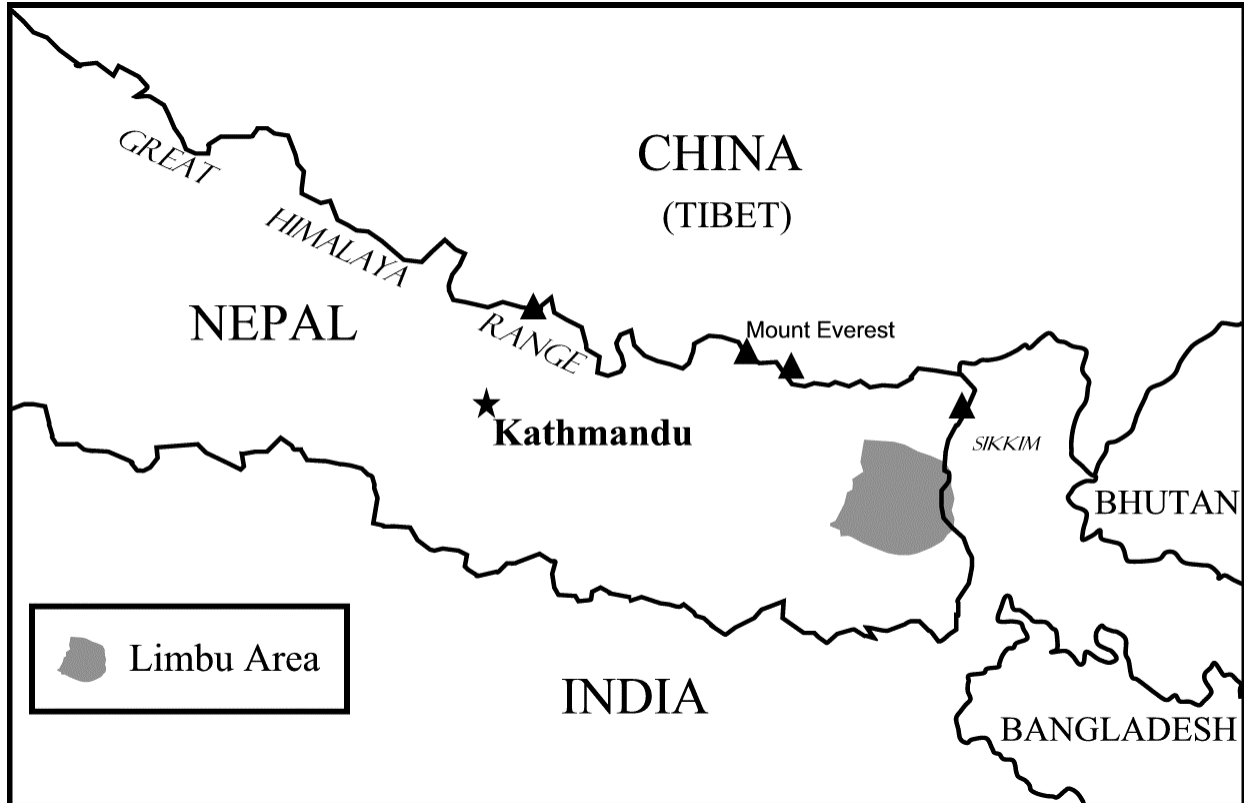 CHINA
(TIBET)
GREAT
HIMALAYA
RANGE
NEPAL
Mount Everest
Kathmandu
SIKKIM
BHUTAN
Limbu Area
INDIA
BANGLADESH